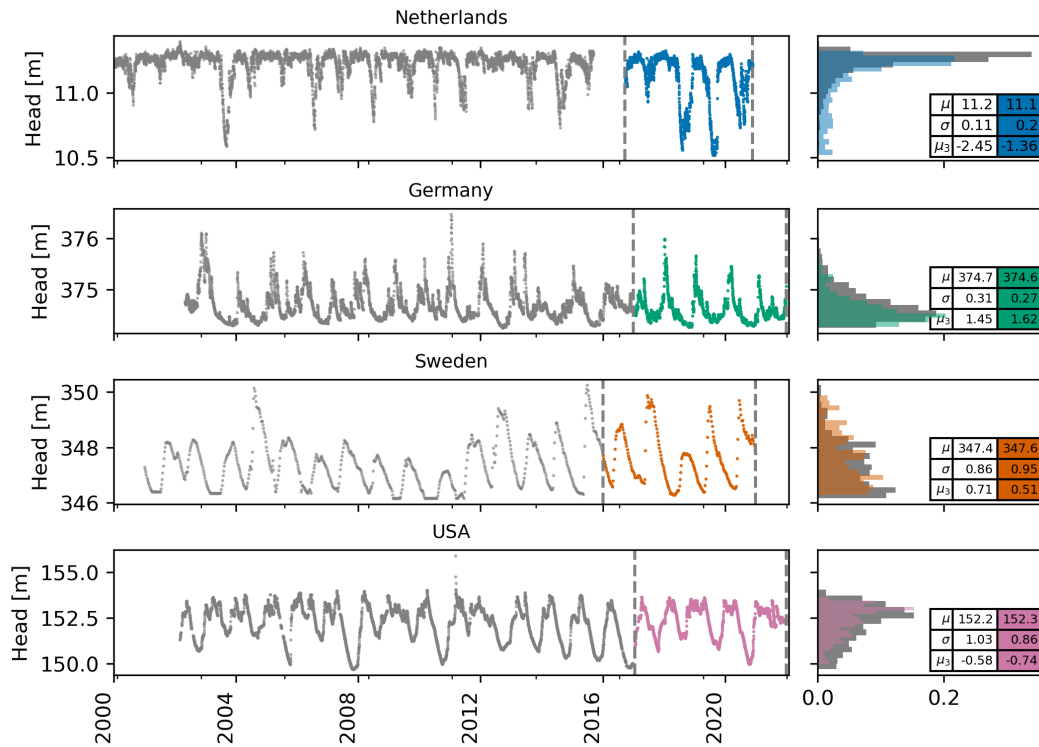 Netherlands
Head [m]
11.0
10.5
μ 11.2 11.1
σ 0.11 0.2
μ₃ -2.45 -1.36
Germany
Head [m]
376
375
μ 374.7 374.6
σ 0.31 0.27
μ₃ 1.45 1.62
Sweden
Head [m]
350
348
346
μ 347.4 347.6
σ 0.86 0.95
μ₃ 0.71 0.51
USA
Head [m]
155.0
152.5
150.0
μ 152.2 152.3
σ 1.03 0.86
μ₃ -0.58 -0.74
2000 2004 2008 2012 2016 2020
0.0 0.2